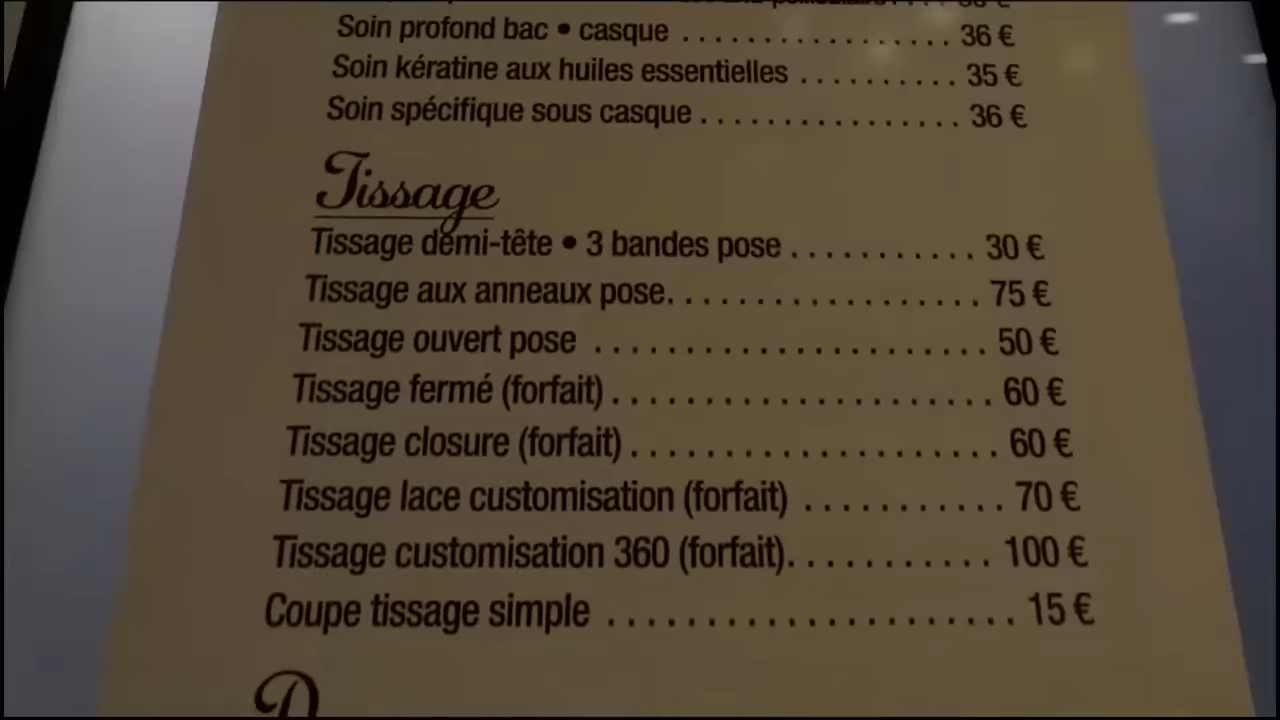 Soin profond bac • casque ................ 36 €
Soin kératine aux huiles essentielles .......... 35 €
Soin spécifique sous casque ................ 36 €
Tissage
Tissage demi-tête • 3 bandes pose ........... 30 €
Tissage aux anneaux pose.................. 75 €
Tissage ouvert pose ...................... 50 €
Tissage fermé (forfait) ..................... 60 €
Tissage closure (forfait) .................... 60 €
Tissage lace customisation (forfait) ........... 70 €
Tissage customisation 360 (forfait)........... 100 €
Coupe tissage simple ...................... 15 €